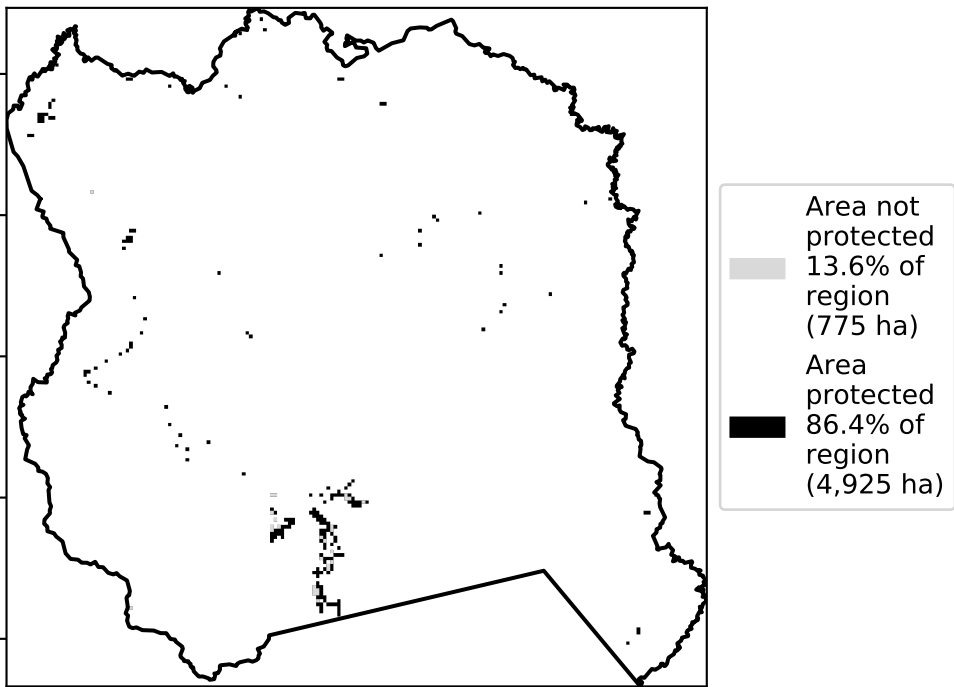 Area not
protected
13.6% of
region
(775 ha)
Area
protected
86.4% of
region
(4,925 ha)